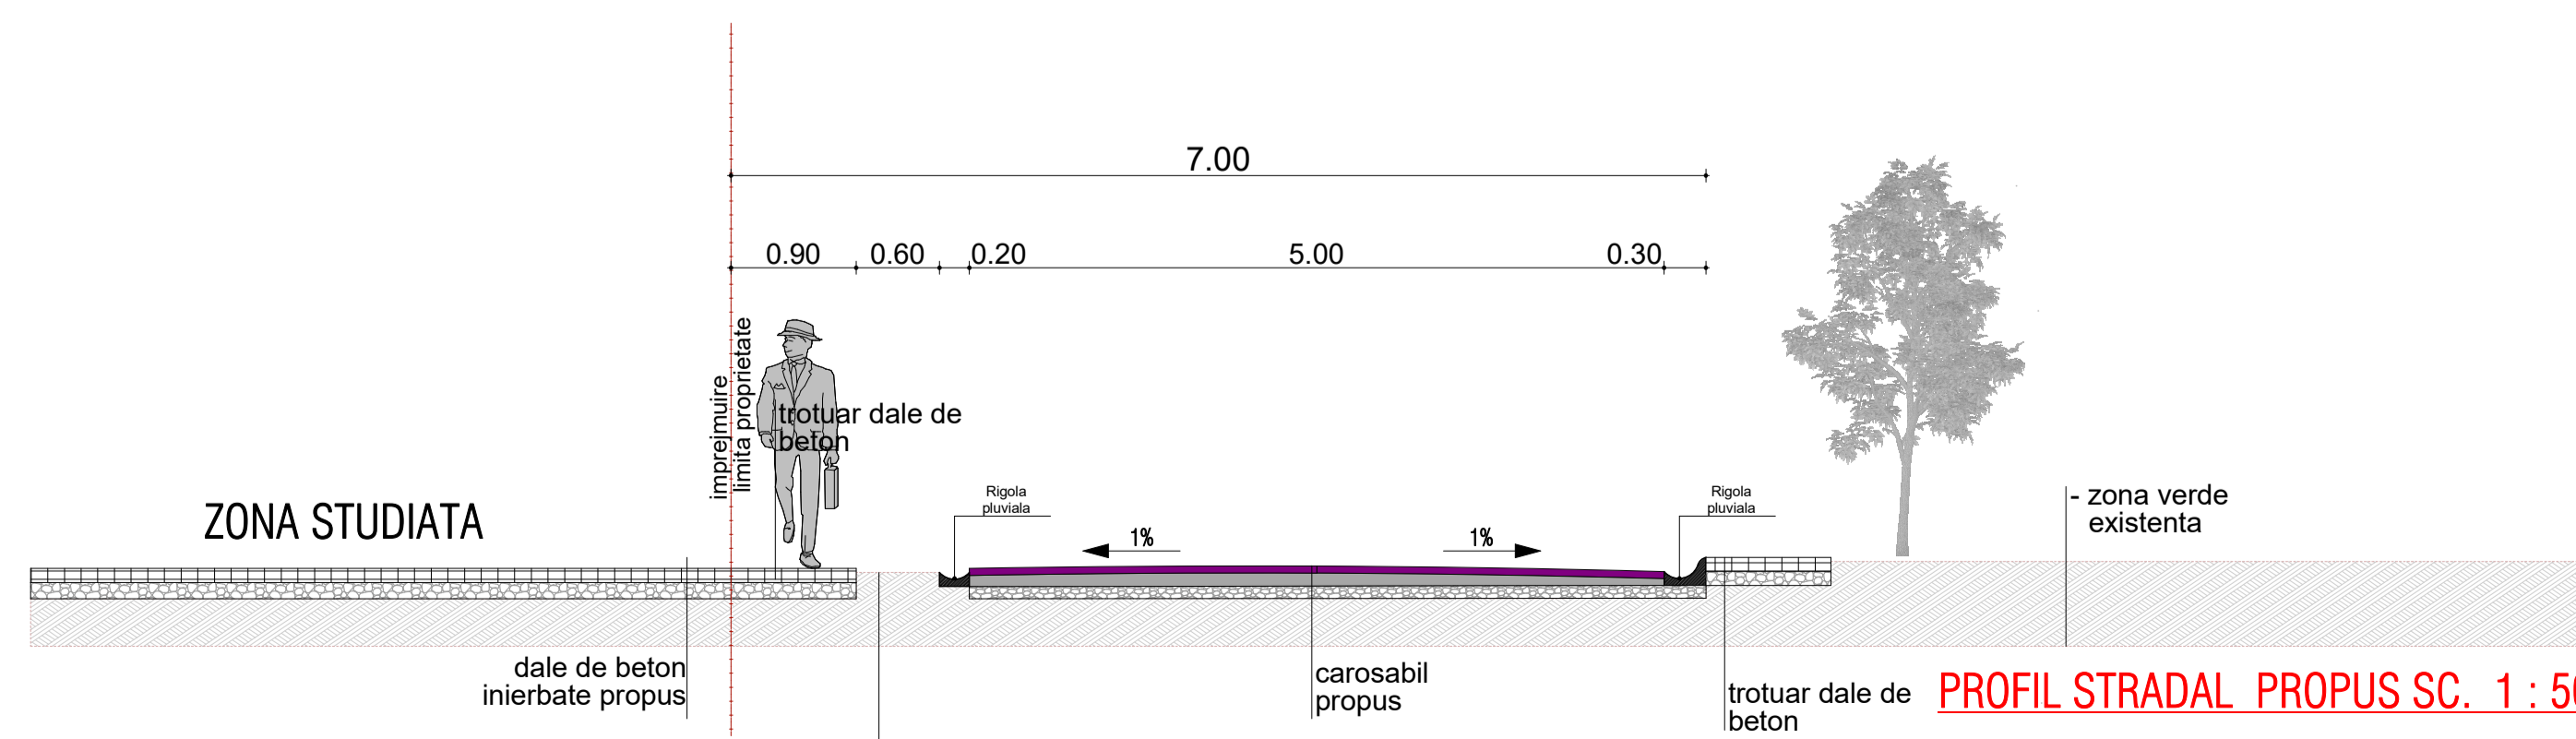 7.00
0.90 0.60 0.20 5.00 0.30
imprejmuire
limita proprietate
trotuar dale de
beton
ZONA STUDIATA
Rigola
pluviala
1%
1%
Rigola
pluviala
- zona verde
existenta
dale de beton
inierbate propus
carosabil
propus
trotuar dale de
beton
PROFIL STRADAL PROPUS SC. 1 : 5